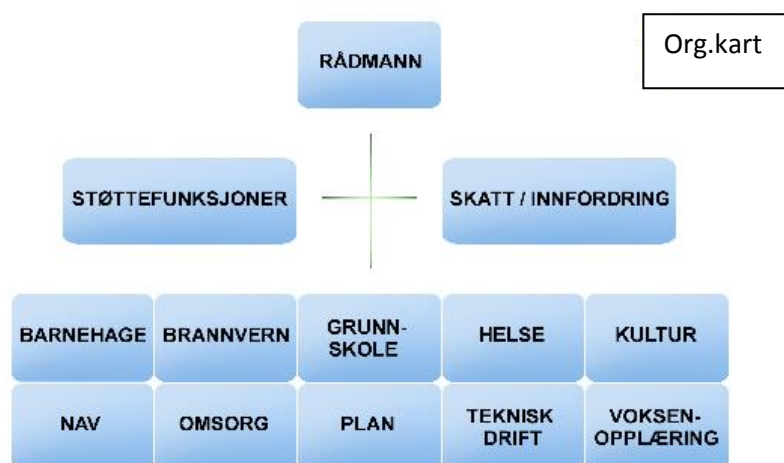 Org.kart
RÅDMANN
STØTTEFUNKSJONER
SKATT / INNFORDRING
BARNEHAGE
BRANNVERN
GRUNN-
SKOLE
HELSE
KULTUR
NAV
OMSORG
PLAN
TEKNISK
DRIFT
VOKSEN-
OPPLÆRING